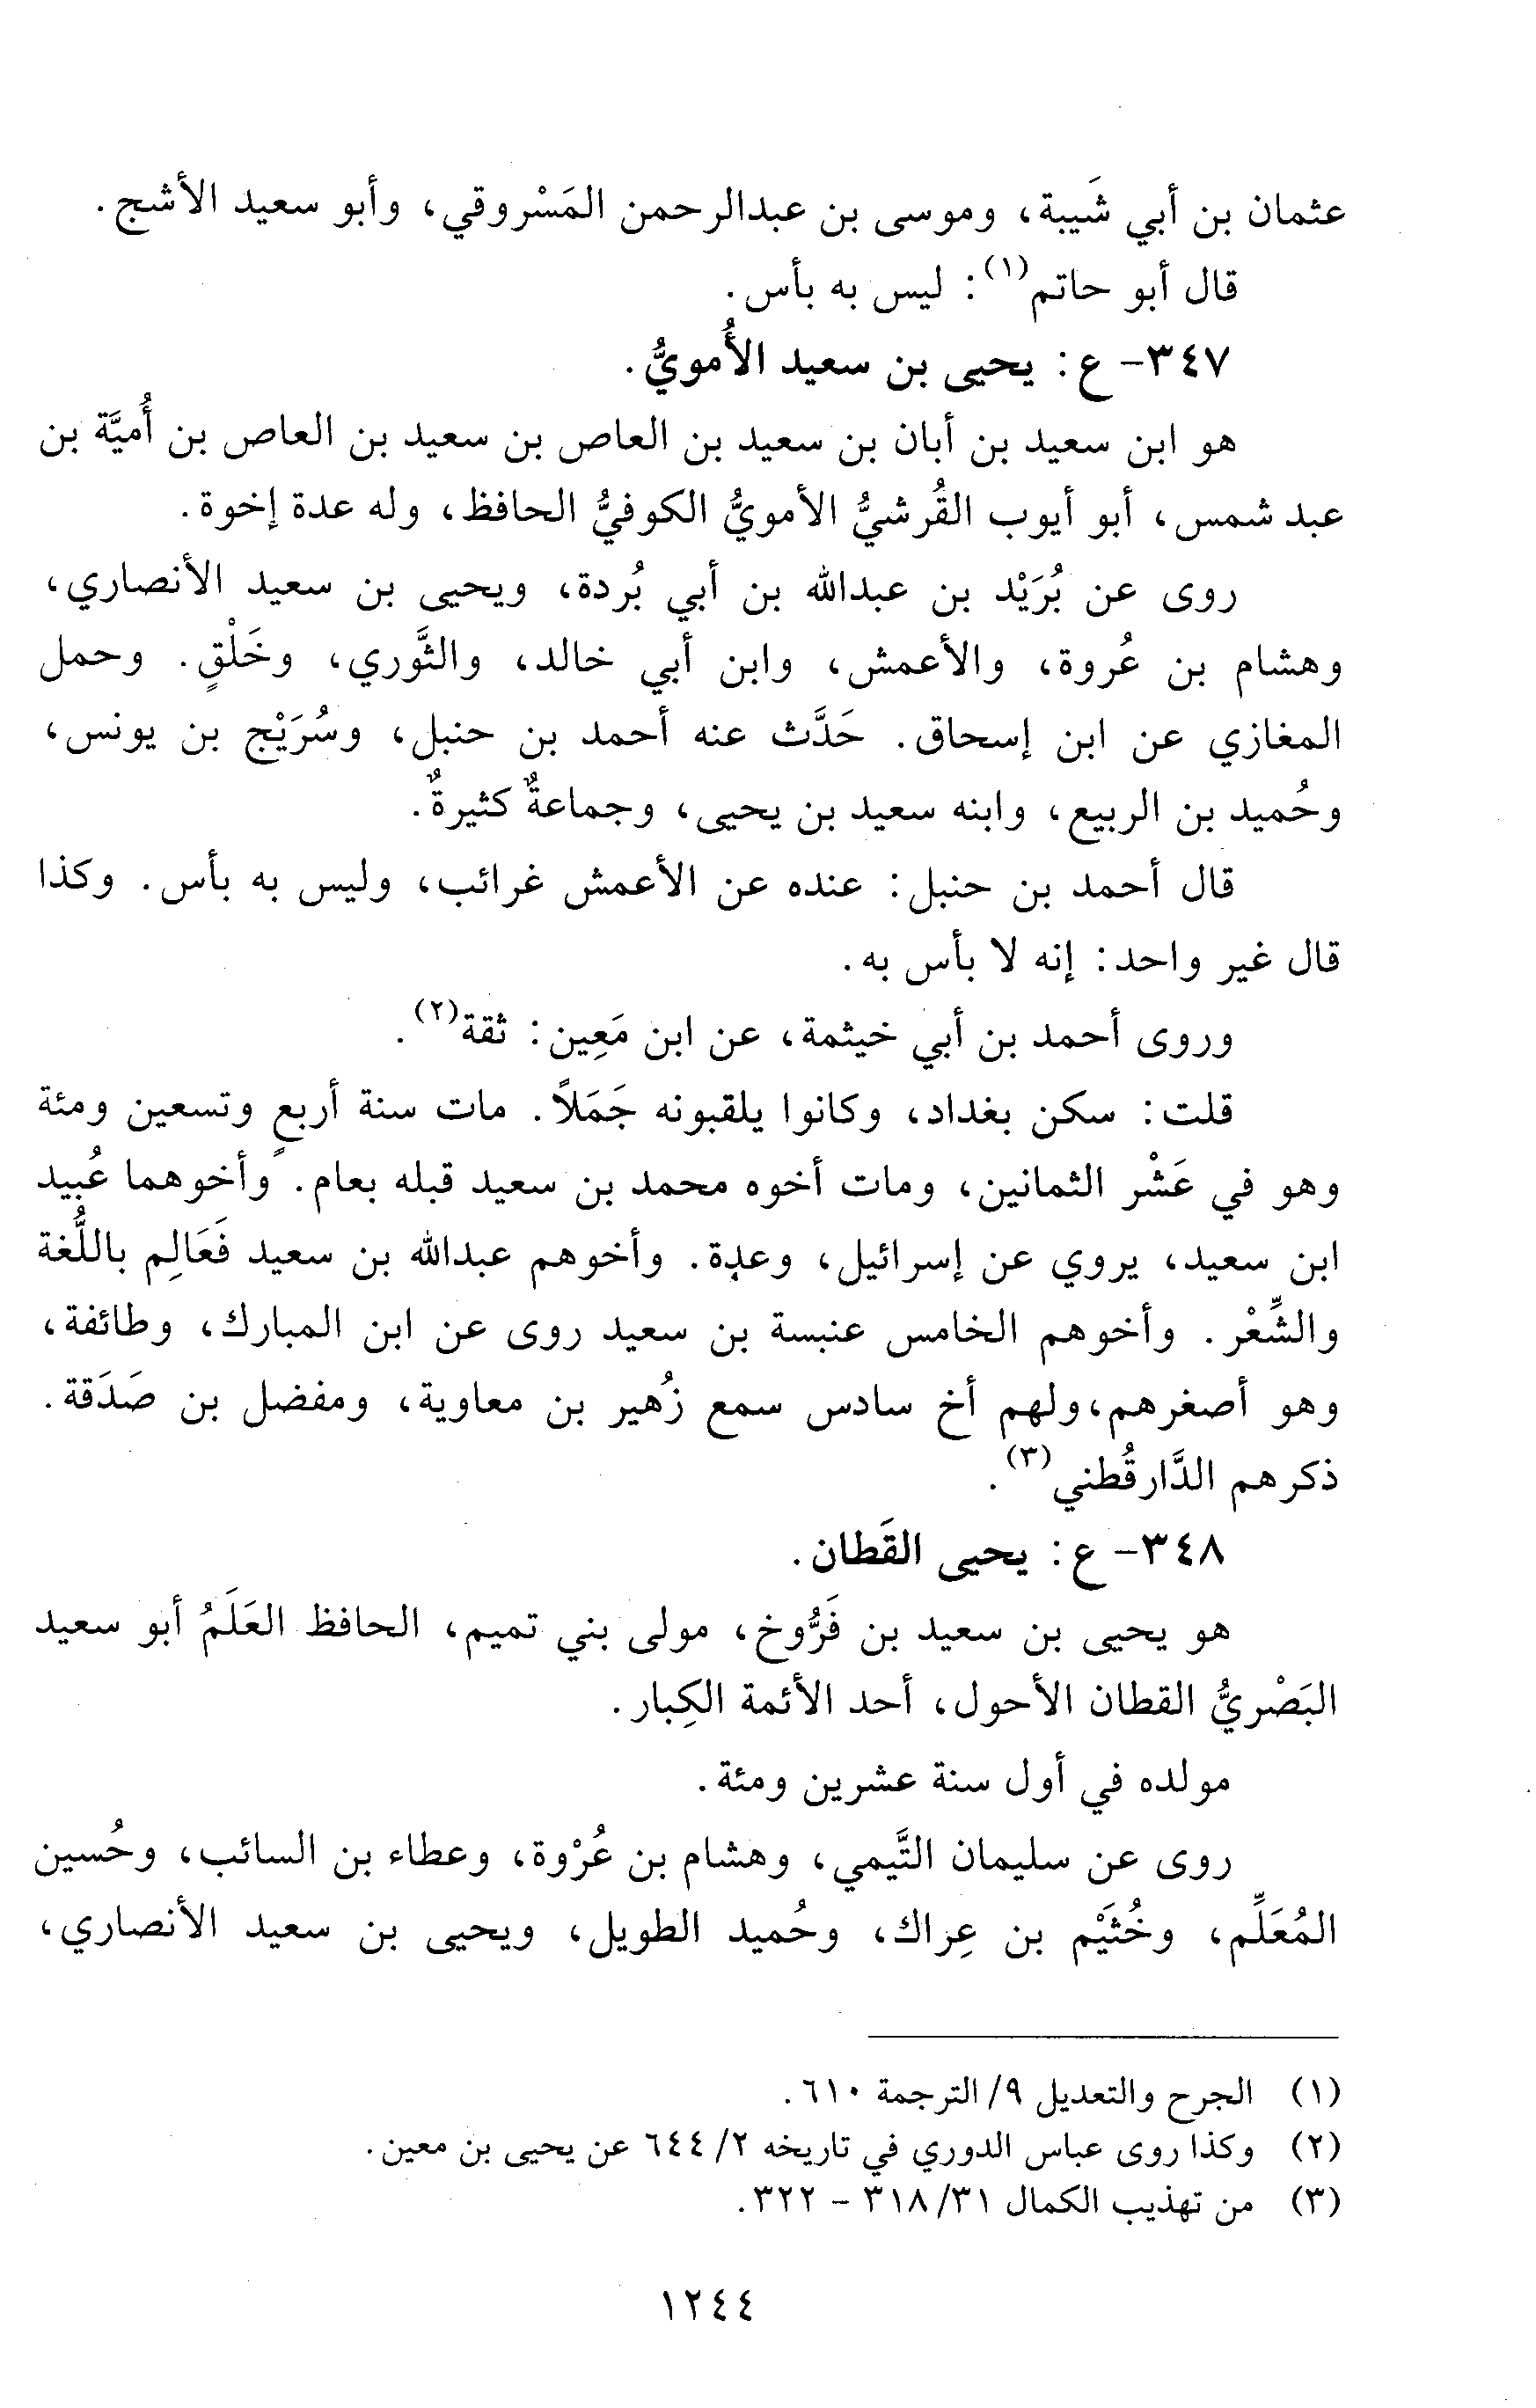 عثمان بن أبي شَيبة، وموسى بن عبدالرحمن المَسْروقي، وأبو سعيد الأشج.
قال أبو حاتم(١): ليس به بأس.
٣٤٧- ع: يحيى بن سعيد الأُمويُّ.
هو ابن سعيد بن أبان بن سعيد بن العاص بن سعيد بن العاص بن أُميَّة بن
عبد شمس، أبو أيوب القُرشيُّ الأمويُّ الكوفيُّ الحافظ، وله عدة إخوة.
روى عن بُرَيْد بن عبدالله بن أبي بُردة، ويحيى بن سعيد الأنصاري،
وهشام بن عُروة، والأعمش، وابن أبي خالد، والثَّوري، وخَلْقٍ. وحمل
المغازي عن ابن إسحاق. حَدَّث عنه أحمد بن حنبل، وسُرَيْج بن يونس،
وحُميد بن الربيع، وابنه سعيد بن يحيى، وجماعةٌ كثيرةٌ.
قال أحمد بن حنبل: عنده عن الأعمش غرائب، وليس به بأس. وكذا
قال غير واحد: إنه لا بأس به.
وروى أحمد بن أبي خيثمة، عن ابن مَعِين: ثقة(٢).
قلت: سكن بغداد، وكانوا يلقبونه جَمَلاً. مات سنة أربعٍ وتسعين ومئة
وهو في عَشْر الثمانين، ومات أخوه محمد بن سعيد قبله بعام. وأخوهما عُبيد
ابن سعيد، يروي عن إسرائيل، وعدة. وأخوهم عبدالله بن سعيد فَعَالِم باللُّغة
والشِّعْر. وأخوهم الخامس عنبسة بن سعيد روى عن ابن المبارك، وطائفة،
وهو أصغرهم، ولهم أخ سادس سمع زُهير بن معاوية، ومفضل بن صَدَقة.
ذكرهم الدَّارقُطني(٣).
٣٤٨- ع: يحيى القَطان.
هو يحيى بن سعيد بن فَرُّوخ، مولى بني تميم، الحافظ العَلَمُ أبو سعيد
البَصْريُّ القطان الأحول، أحد الأئمة الكِبار.
مولده في أول سنة عشرين ومئة.
روى عن سليمان التَّيمي، وهشام بن عُرْوة، وعطاء بن السائب، وحُسين
المُعَلِّم، وخُثَيْم بن عِراك، وحُميد الطويل، ويحيى بن سعيد الأنصاري،
(١) الجرح والتعديل ٩/ الترجمة ٦١٠.
(٢) وكذا روى عباس الدوري في تاريخه ٢/ ٦٤٤ عن يحيى بن معين.
(٣) من تهذيب الكمال ٣١/ ٣١٨ - ٣٢٢.
١٢٤٤